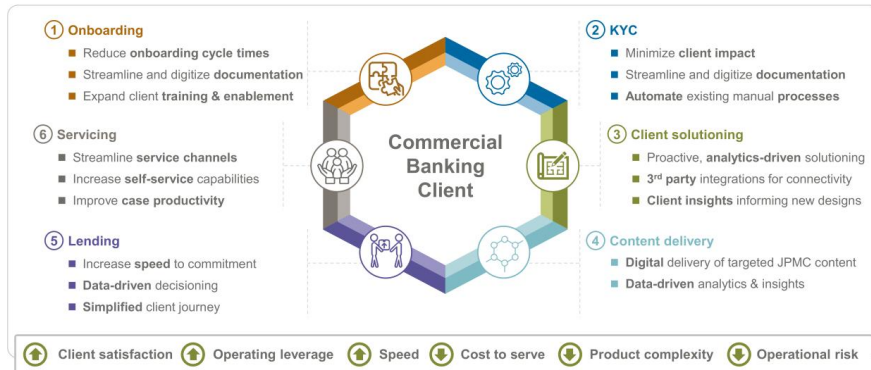 1 Onboarding
■ Reduce onboarding cycle times
■ Streamline and digitize documentation
■ Expand client training & enablement
2 KYC
■ Minimize client impact
■ Streamline and digitize documentation
■ Automate existing manual processes
6 Servicing
■ Streamline service channels
■ Increase self-service capabilities
■ Improve case productivity
Commercial
Banking
Client
3 Client solutioning
■ Proactive, analytics-driven solutioning
■ 3rd party integrations for connectivity
■ Client insights informing new designs
5 Lending
■ Increase speed to commitment
■ Data-driven decisioning
■ Simplified client journey
4 Content delivery
■ Digital delivery of targeted JPMC content
■ Data-driven analytics & insights
Client satisfaction Operating leverage Speed Cost to serve Product complexity Operational risk